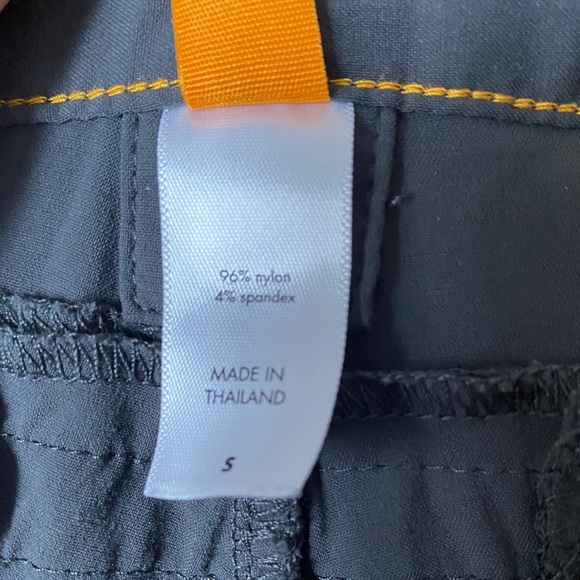 96% nylon
4% spandex
MADE IN
THAILAND
S